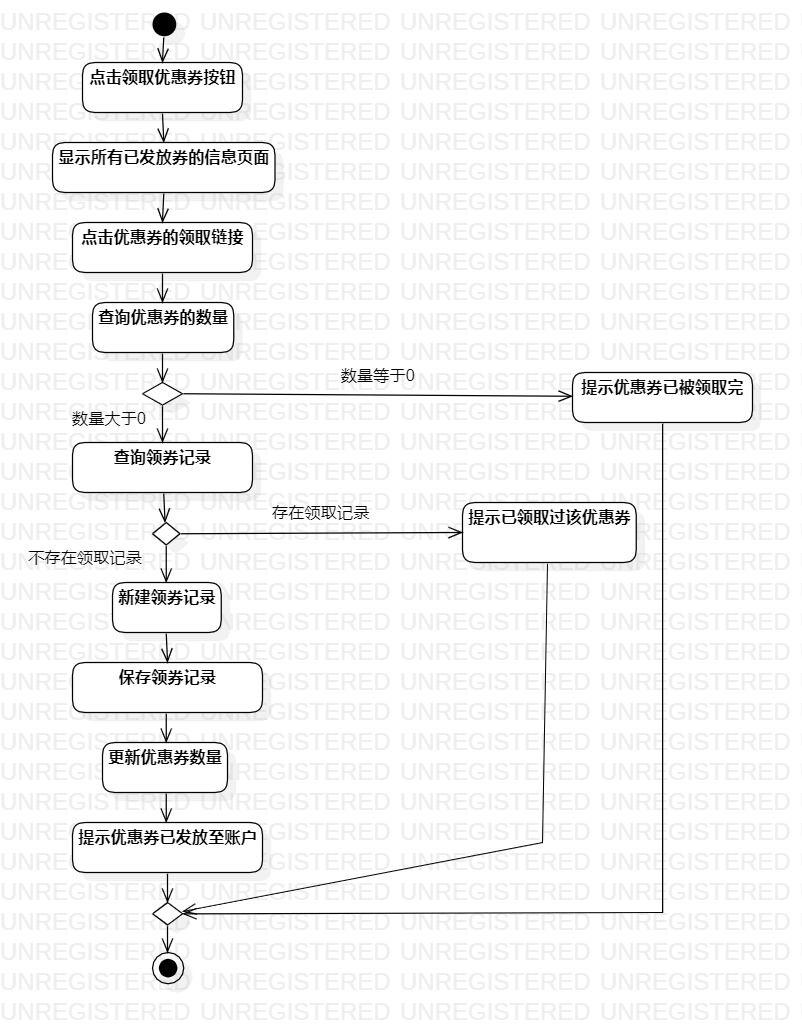 点击领取优惠券按钮
显示所有已发放券的信息页面
点击优惠券的领取链接
查询优惠券的数量
数量等于0
提示优惠券已被领取完
数量大于0
查询领券记录
存在领取记录
提示已领取过该优惠券
不存在领取记录
新建领券记录
保存领券记录
更新优惠券数量
提示优惠券已发放至账户
UNREGISTERED